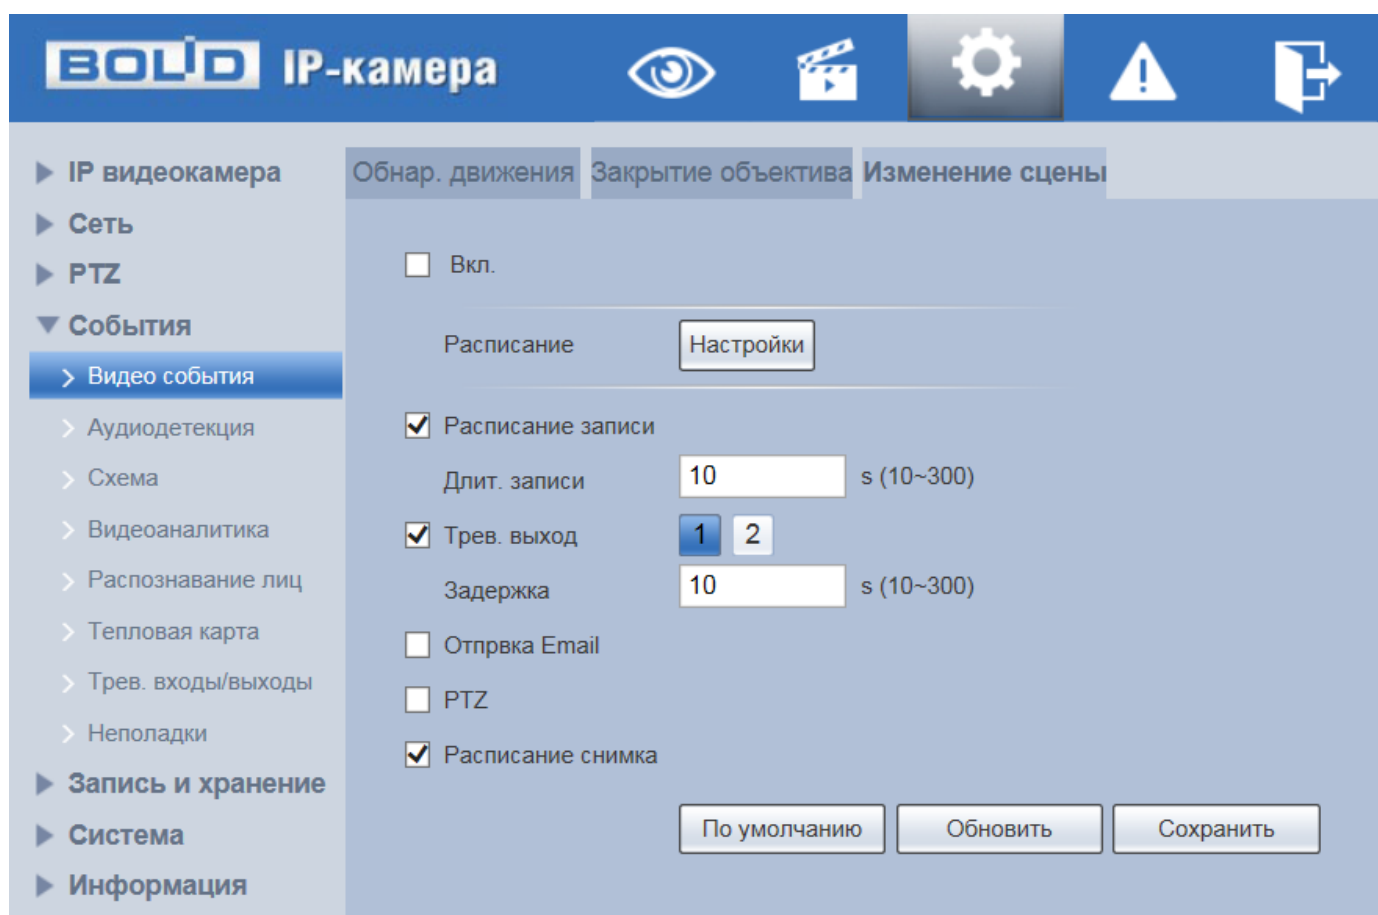 BOLID IP-камера
IP видеокамера
Сеть
PTZ
События
Видео события
Аудиодетекция
Схема
Видеоаналитика
Распознавание лиц
Тепловая карта
Трев. входы/выходы
Неполадки
Запись и хранение
Система
Информация
Обнар. движения Закрытие объектива Изменение сцены
Вкл.
Расписание Настройки
Расписание записи
Длит. записи 10 s (10~300)
Трев. выход 1 2
Задержка 10 s (10~300)
Отпрвка Email
PTZ
Расписание снимка
По умолчанию Обновить Сохранить